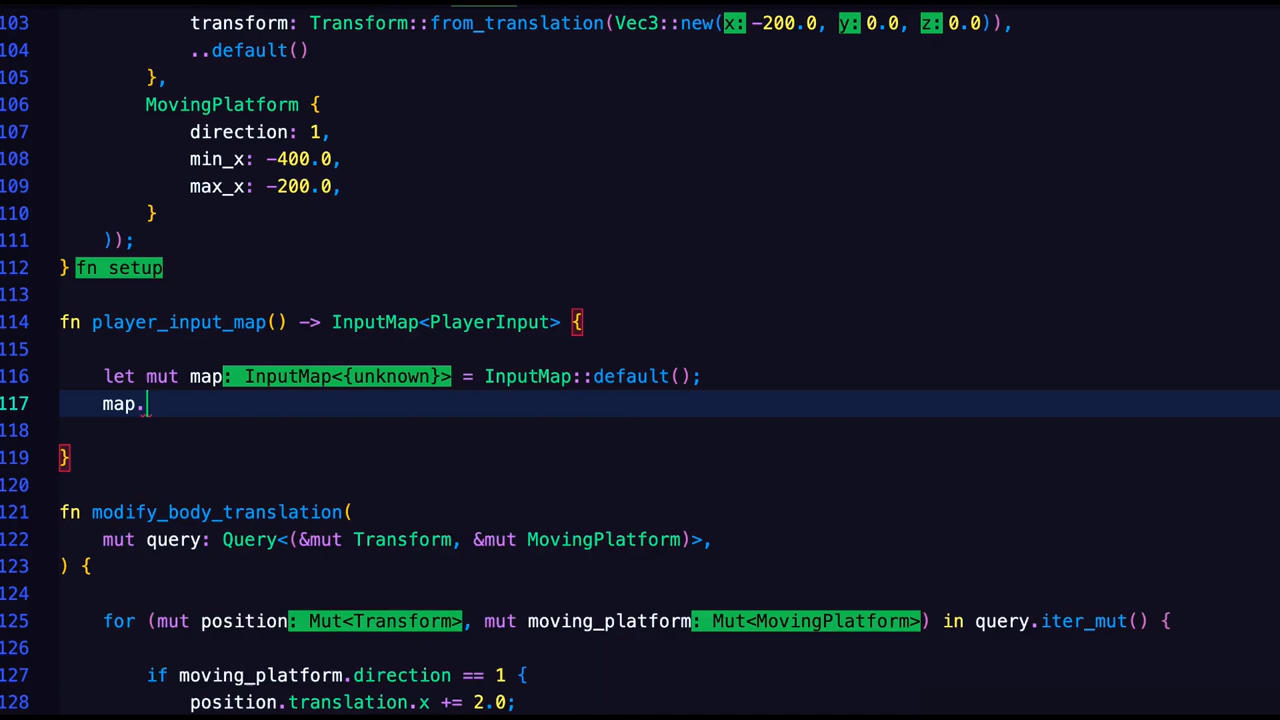 103 transform: Transform::from_translation(Vec3::new(x: -200.0, y: 0.0, z: 0.0)),
104 ..default()
105 },
106 MovingPlatform {
107 direction: 1,
108 min_x: -400.0,
109 max_x: -200.0,
110 }
111 ));
112 } fn setup
113
114 fn player_input_map() -> InputMap<PlayerInput> {
115
116 let mut map: InputMap<{unknown}> = InputMap::default();
117 map.
118
119 }
120
121 fn modify_body_translation(
122 mut query: Query<(&mut Transform, &mut MovingPlatform)>,
123 ) {
124
125 for (mut position: Mut<Transform>, mut moving_platform: Mut<MovingPlatform>) in query.iter_mut() {
126
127 if moving_platform.direction == 1 {
128 position.translation.x += 2.0;